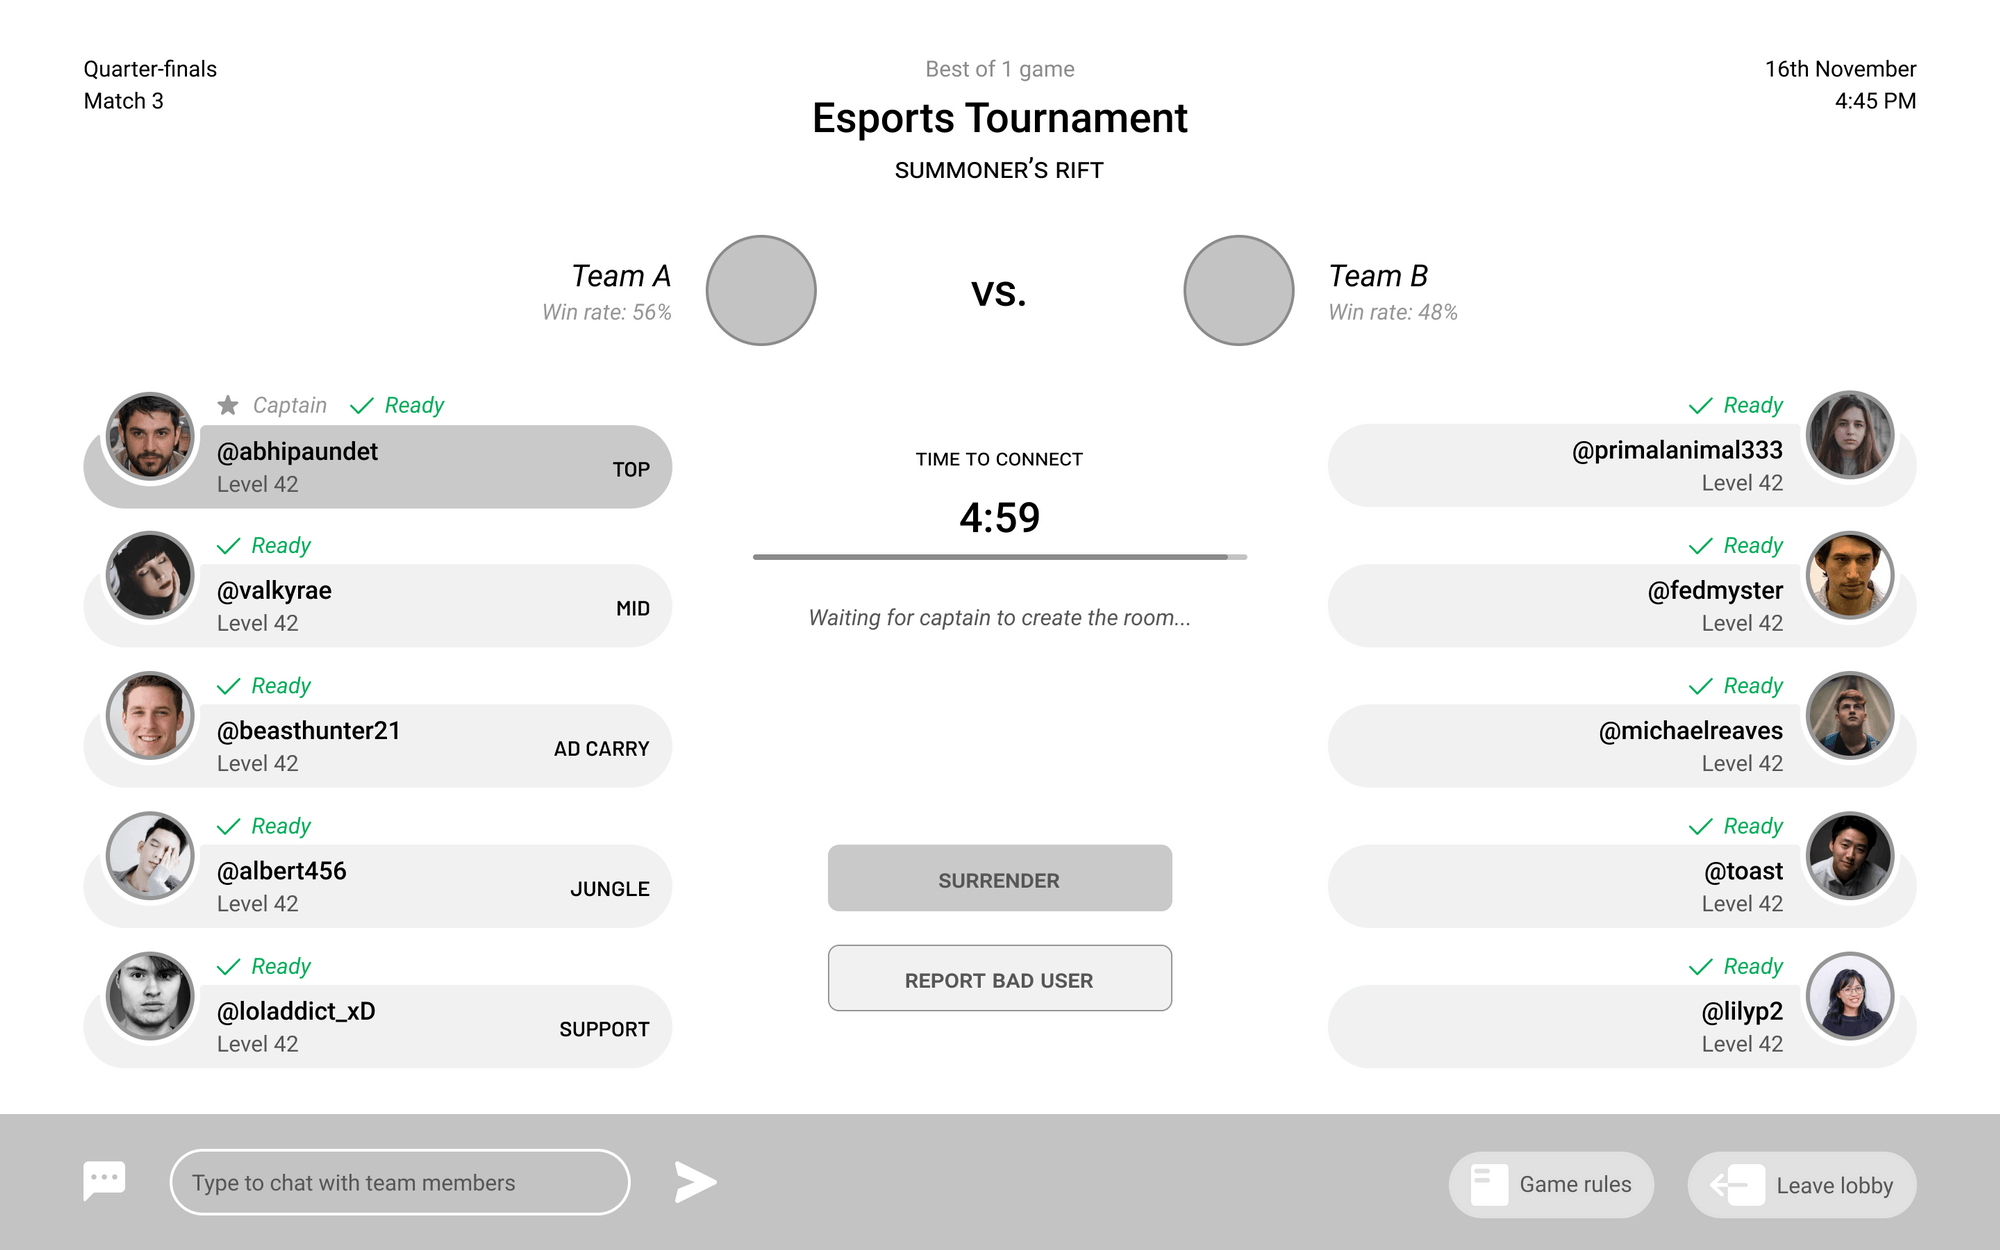 Quarter-finals
Match 3
Best of 1 game
Esports Tournament
SUMMONER’S RIFT
16th November
4:45 PM
Team A
Win rate: 56%
VS.
Team B
Win rate: 48%
Captain Ready
@abhipaundet
Level 42
TOP
Ready
@valkyrae
Level 42
MID
Ready
@beasthunter21
Level 42
AD CARRY
Ready
@albert456
Level 42
JUNGLE
Ready
@loladdict_xD
Level 42
SUPPORT
TIME TO CONNECT
4:59
Waiting for captain to create the room...
SURRENDER
REPORT BAD USER
Ready
@primalanimal333
Level 42
Ready
@fedmyster
Level 42
Ready
@michaelreaves
Level 42
Ready
@toast
Level 42
Ready
@lilyp2
Level 42
Type to chat with team members
Game rules
Leave lobby